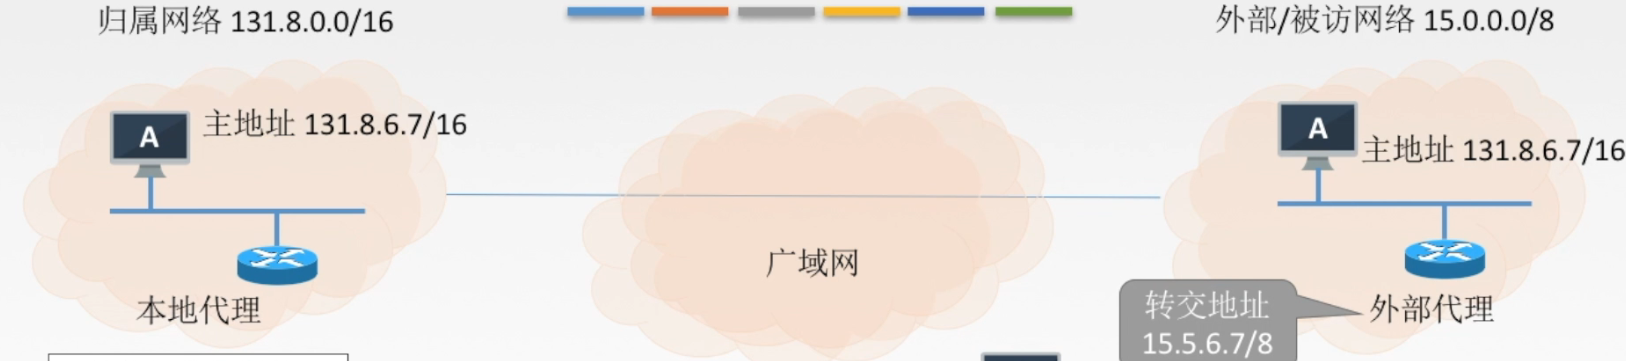 归属网络 131.8.0.0/16
外部/被访网络 15.0.0.0/8
A
主地址 131.8.6.7/16
A
主地址 131.8.6.7/16
广域网
本地代理
转交地址
15.5.6.7/8
外部代理